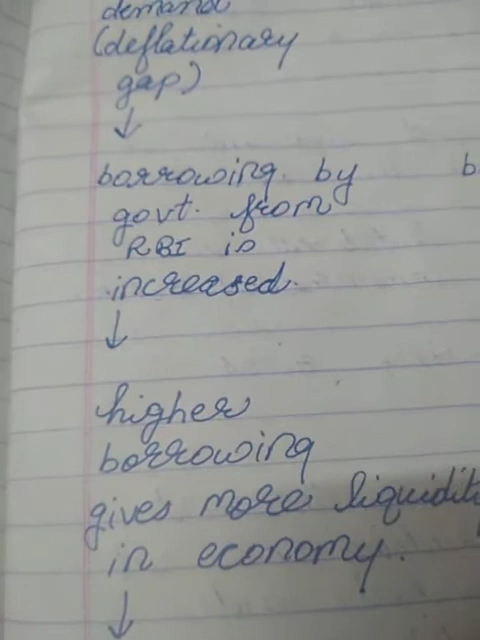 demand
(deflationary
gap)
↓
borrowing by
govt. from
RBI is
increased.
↓
higher
borrowing
gives more liquidity
in economy.
↓